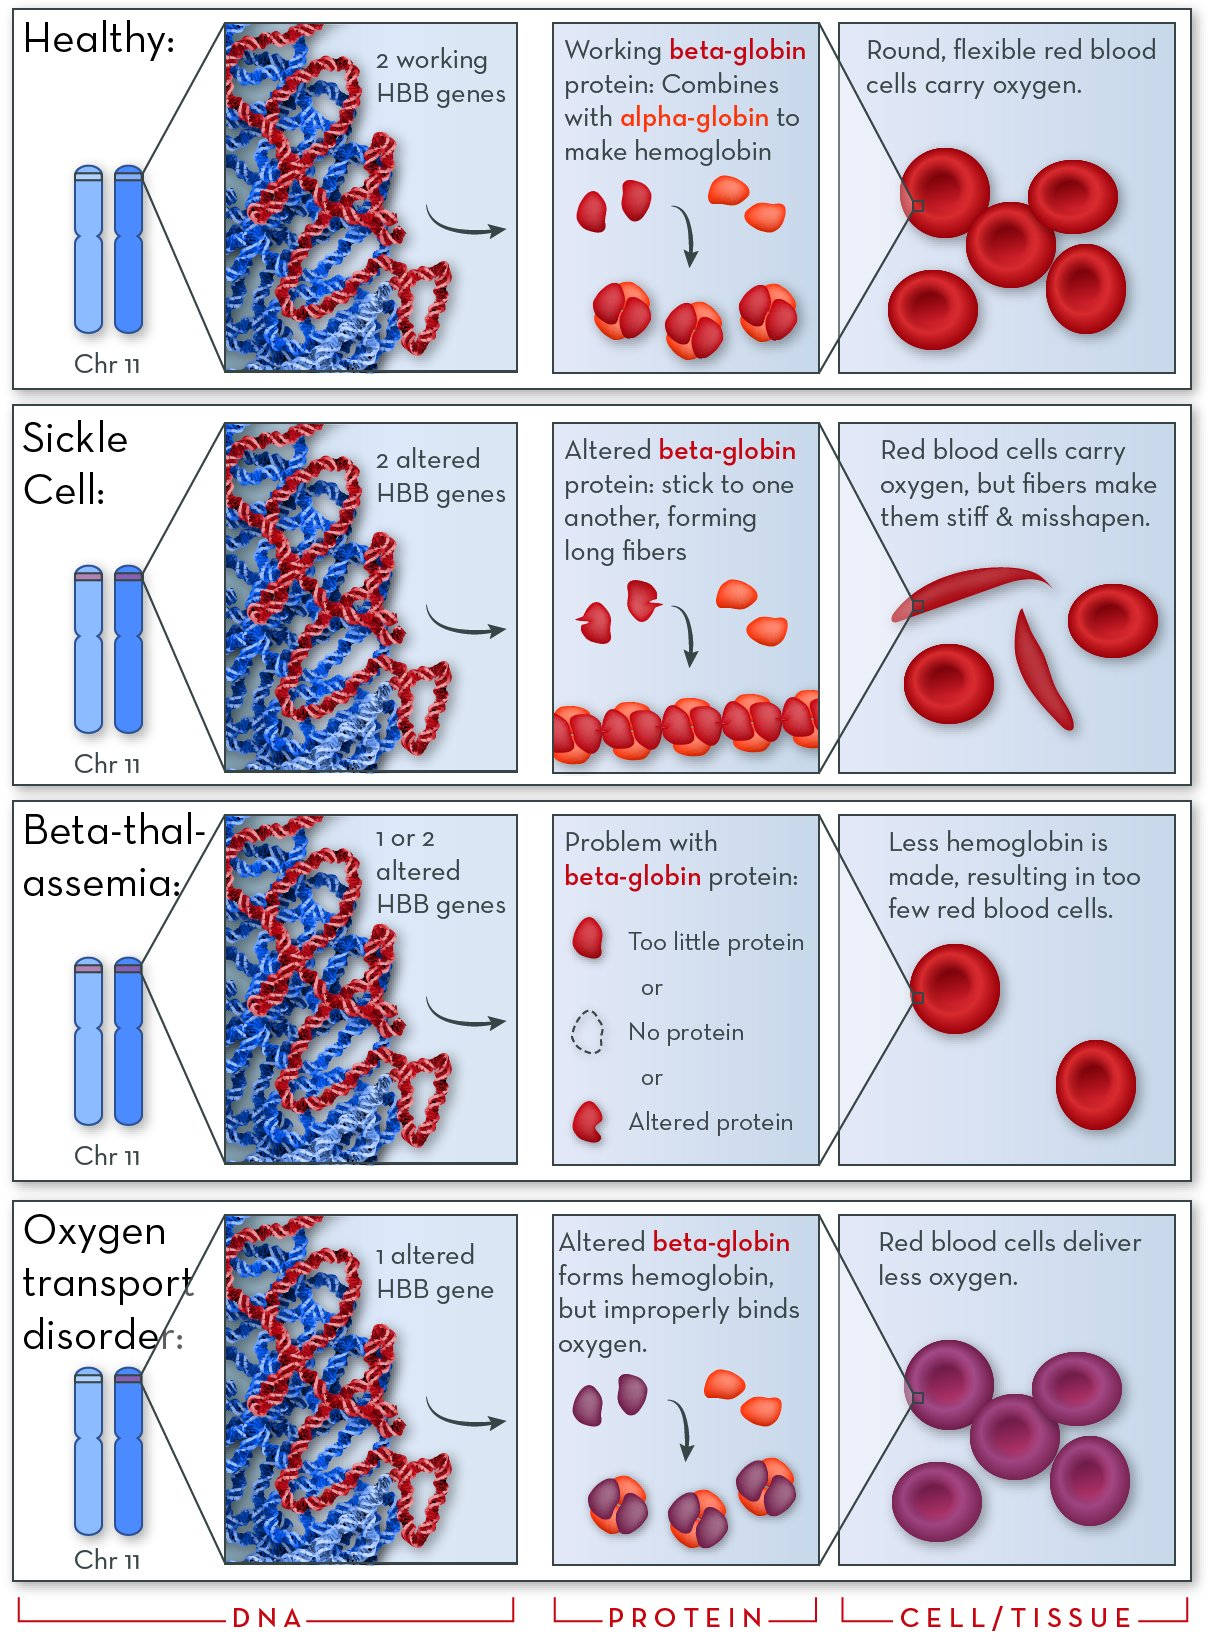 Healthy:
2 working
HBB genes
Chr 11
Working beta-globin
protein: Combines
with alpha-globin to
make hemoglobin
Round, flexible red blood
cells carry oxygen.
Sickle
Cell:
2 altered
HBB genes
Chr 11
Altered beta-globin
protein: stick to one
another, forming
long fibers
Red blood cells carry
oxygen, but fibers make
them stiff & misshapen.
Beta-thal-
assemia:
1 or 2
altered
HBB genes
Chr 11
Problem with
beta-globin protein:
Too little protein
or
No protein
or
Altered protein
Less hemoglobin is
made, resulting in too
few red blood cells.
Oxygen
transport
disorder:
1 altered
HBB gene
Chr 11
Altered beta-globin
forms hemoglobin,
but improperly binds
oxygen.
Red blood cells deliver
less oxygen.
DNA
PROTEIN
CELL/TISSUE